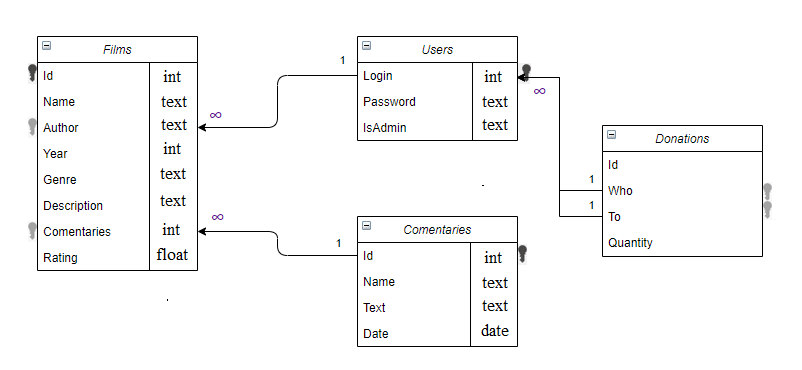 Films
Id int
Name text
Author text
Year int
Genre text
Description text
Comentaries int
Rating float
1
∞
∞
1
Users
Login int
Password text
IsAdmin text
∞
Comentaries
Id int
Name text
Text text
Date date
Donations
Id
1 Who
1 To
Quantity